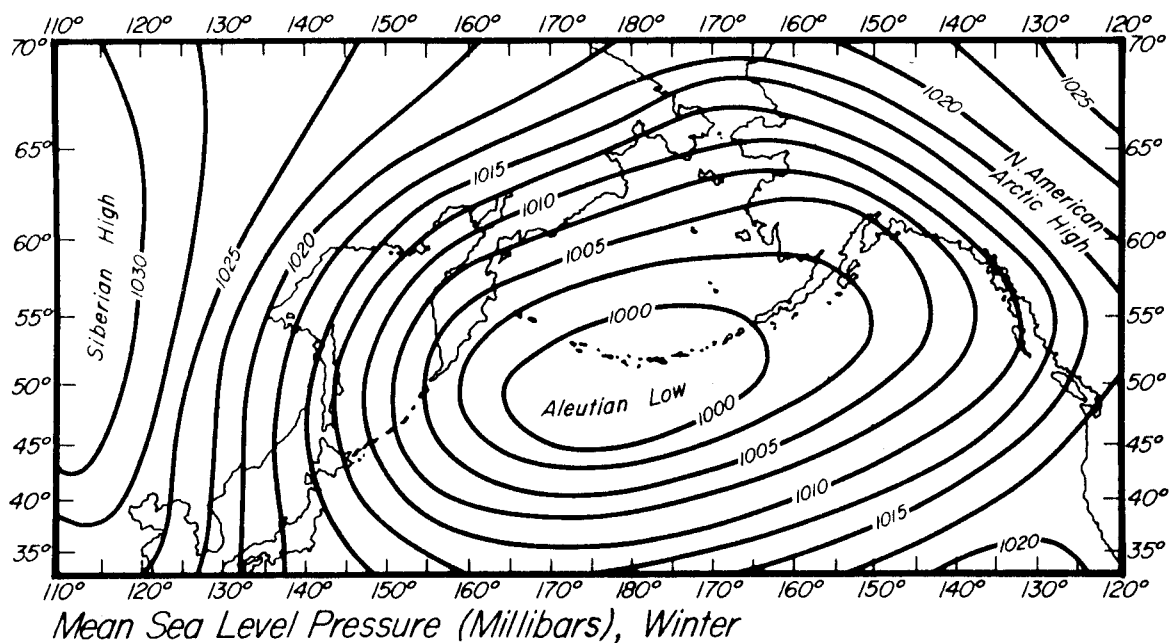 110° 120° 130° 140° 150° 160° 170° 180° 170° 160° 150° 140° 130° 120°
70° 70°
1020
1025
65° 65°
1015
N. American
Arctic High
1010
60° 1020 1005 60°
Siberian High
1030
1025
55° 1000 55°
50° Aleutian Low 1000 50°
45° 1005 45°
40° 1010 40°
1015
35° 1020 35°
110° 120° 130° 140° 150° 160° 170° 180° 170° 160° 150° 140° 130° 120°
Mean Sea Level Pressure (Millibars), Winter